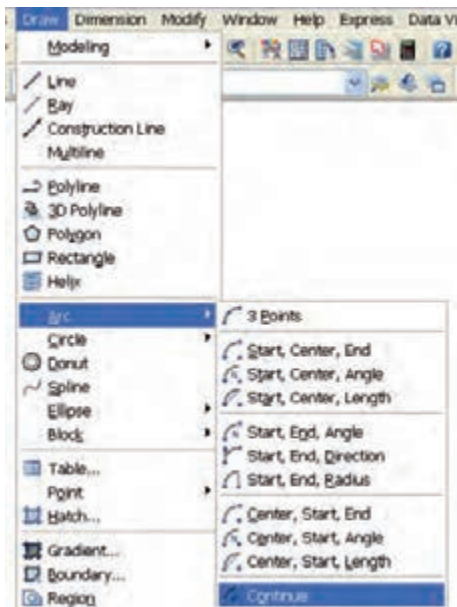 Draw Dimension Modify Window Help Express Data Vi
Modeling
Line
Ray
Construction Line
Multiline
Polyline
3D Polyline
Polygon
Rectangle
Helix
Arc
Circle
Donut
Spline
Ellipse
Block
Table...
Point
Hatch...
Gradient...
Boundary...
Region
3 Points
Start, Center, End
Start, Center, Angle
Start, Center, Length
Start, End, Angle
Start, End, Direction
Start, End, Radius
Center, Start, End
Center, Start, Angle
Center, Start, Length
Continue